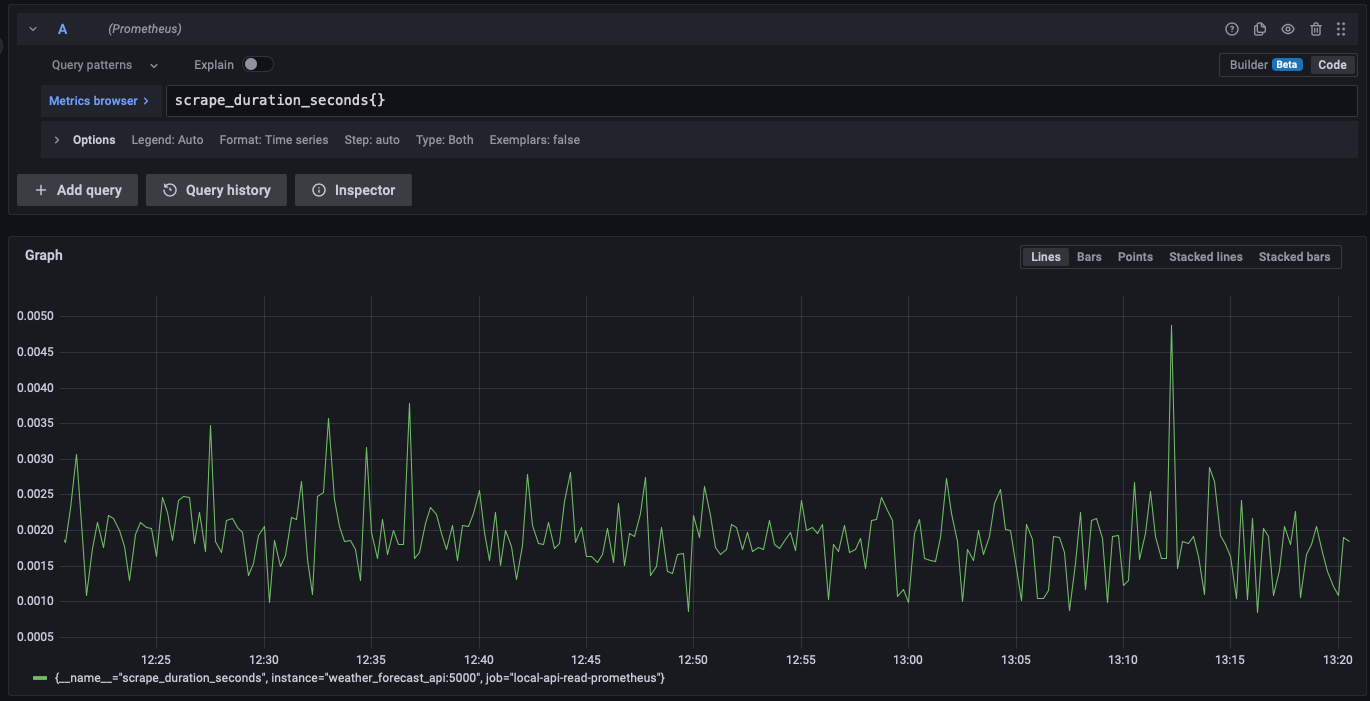 A (Prometheus)
Query patterns Explain Builder Beta Code
Metrics browser > scrape_duration_seconds{}
> Options Legend: Auto Format: Time series Step: auto Type: Both Exemplars: false
+ Add query Query history Inspector
Graph Lines Bars Points Stacked lines Stacked bars
0.0050
0.0045
0.0040
0.0035
0.0030
0.0025
0.0020
0.0015
0.0010
0.0005
12:25 12:30 12:35 12:40 12:45 12:50 12:55 13:00 13:05 13:10 13:15 13:20
{__name__="scrape_duration_seconds", instance="weather_forecast_api:5000", job="local-api-read-prometheus"}